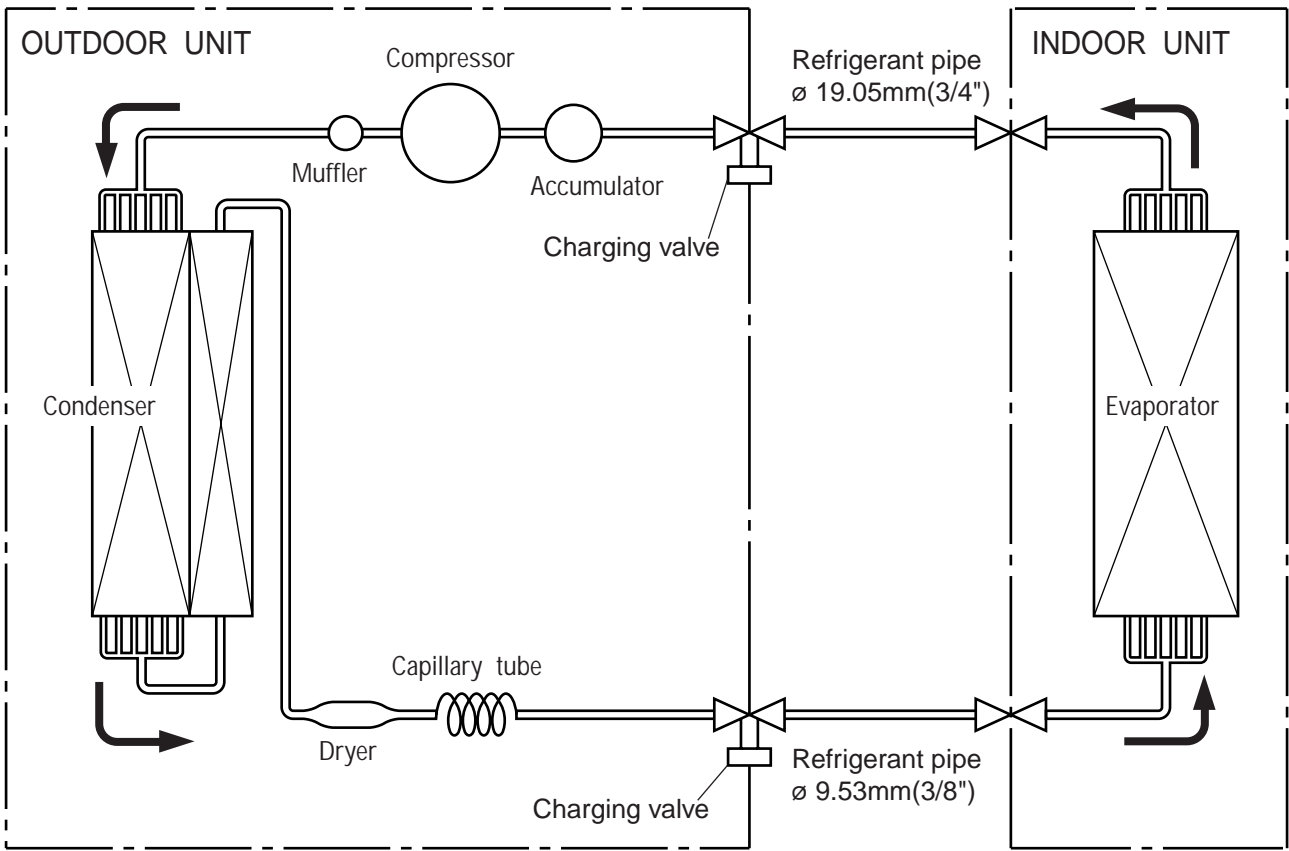 OUTDOOR UNIT
INDOOR UNIT
Compressor
Refrigerant pipe
ø 19.05mm(3/4")
Muffler
Accumulator
Charging valve
Condenser
Evaporator
Capillary tube
Dryer
Refrigerant pipe
ø 9.53mm(3/8")
Charging valve